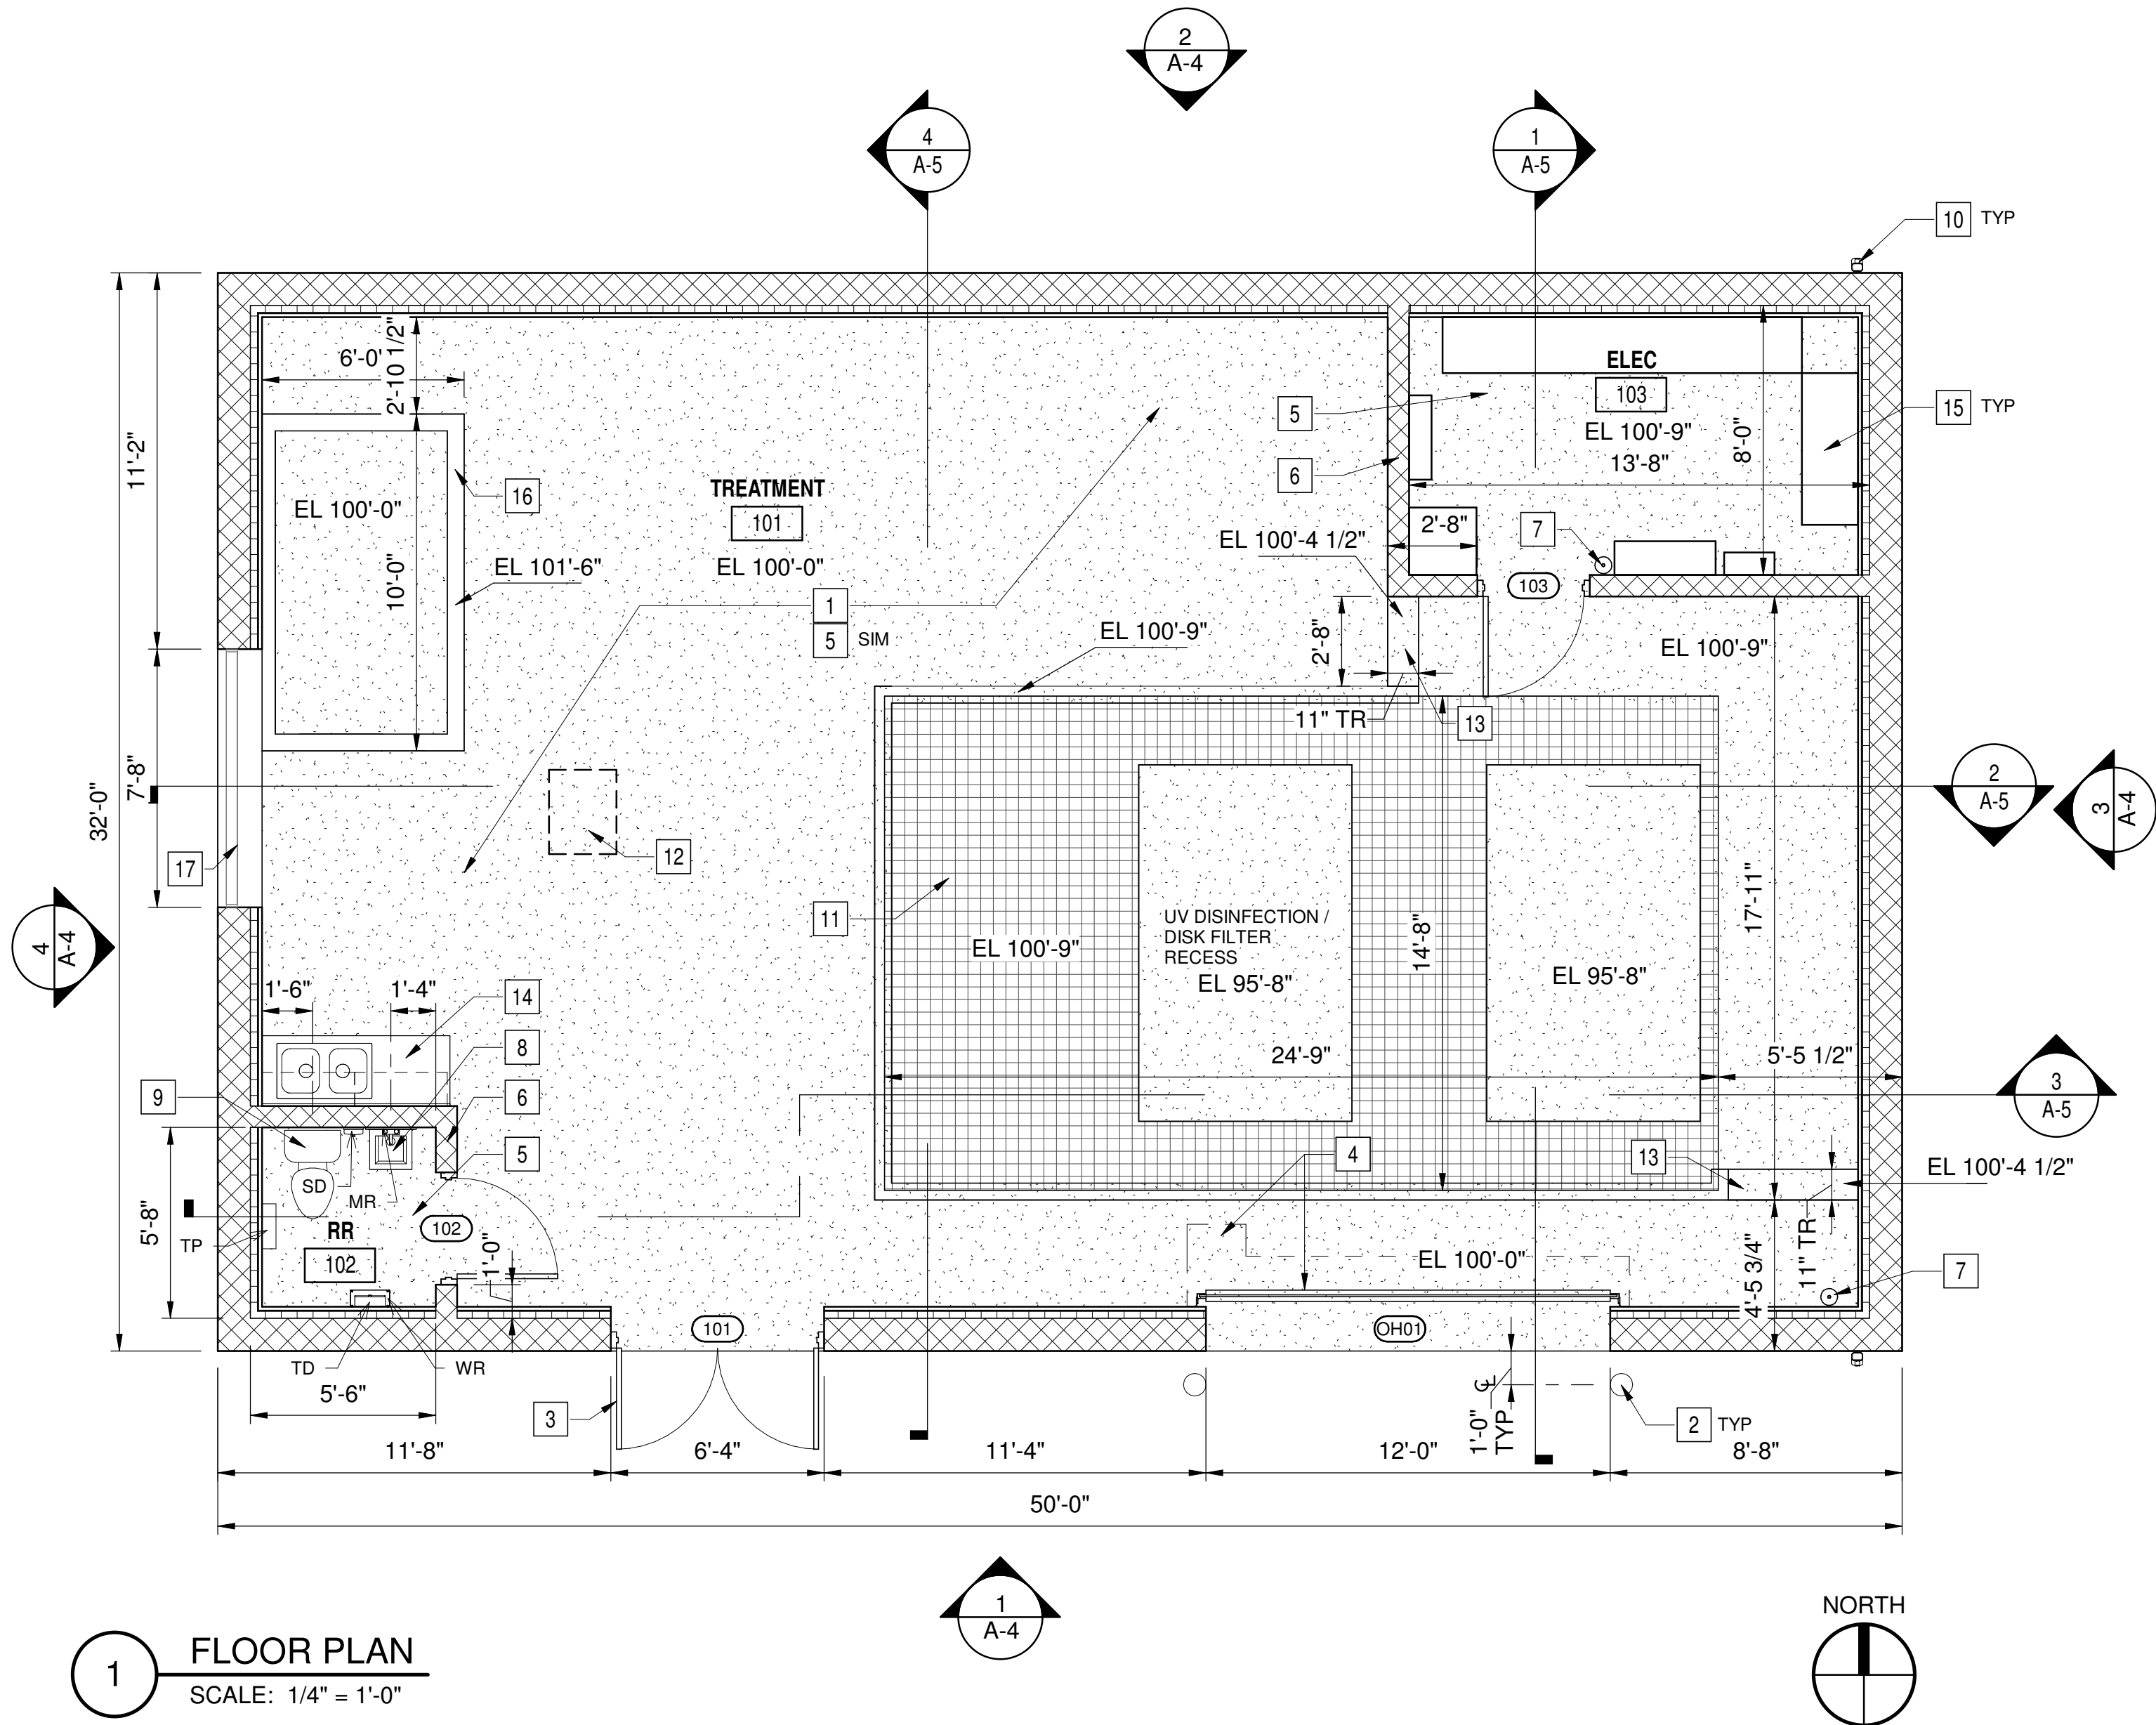 2
A-4
4
A-5
1
A-5
10 TYP
6'-0"
2'-10 1/2"
ELEC
103
5
EL 100'-9"
13'-8"
8'-0"
15 TYP
11'-2"
6
TREATMENT
101
EL 100'-0"
16
EL 100'-0"
EL 101'-6"
10'-0"
2'-8"
7
EL 100'-4 1/2"
103
1
5 SIM
EL 100'-9"
2'-8"
EL 100'-9"
11" TR
13
32'-0"
7'-8"
2
A-5
3
A-4
12
17
11
UV DISINFECTION /
DISK FILTER
RECESS
EL 95'-8"
EL 100'-9"
14'-8"
EL 95'-8"
17'-11"
4
A-4
1'-6"
1'-4"
14
8
6
9
24'-9"
5'-5 1/2"
3
A-5
5
4
13
EL 100'-4 1/2"
SD
MR
5'-8"
TP
RR
102
102
1'-0"
EL 100'-0"
11" TR
4'-5 3/4"
7
101
OH01
TD
WR
5'-6"
3
CL
1'-0"
TYP
2 TYP
11'-8"
6'-4"
11'-4"
12'-0"
8'-8"
50'-0"
1
A-4
NORTH
1
FLOOR PLAN
SCALE: 1/4" = 1'-0"